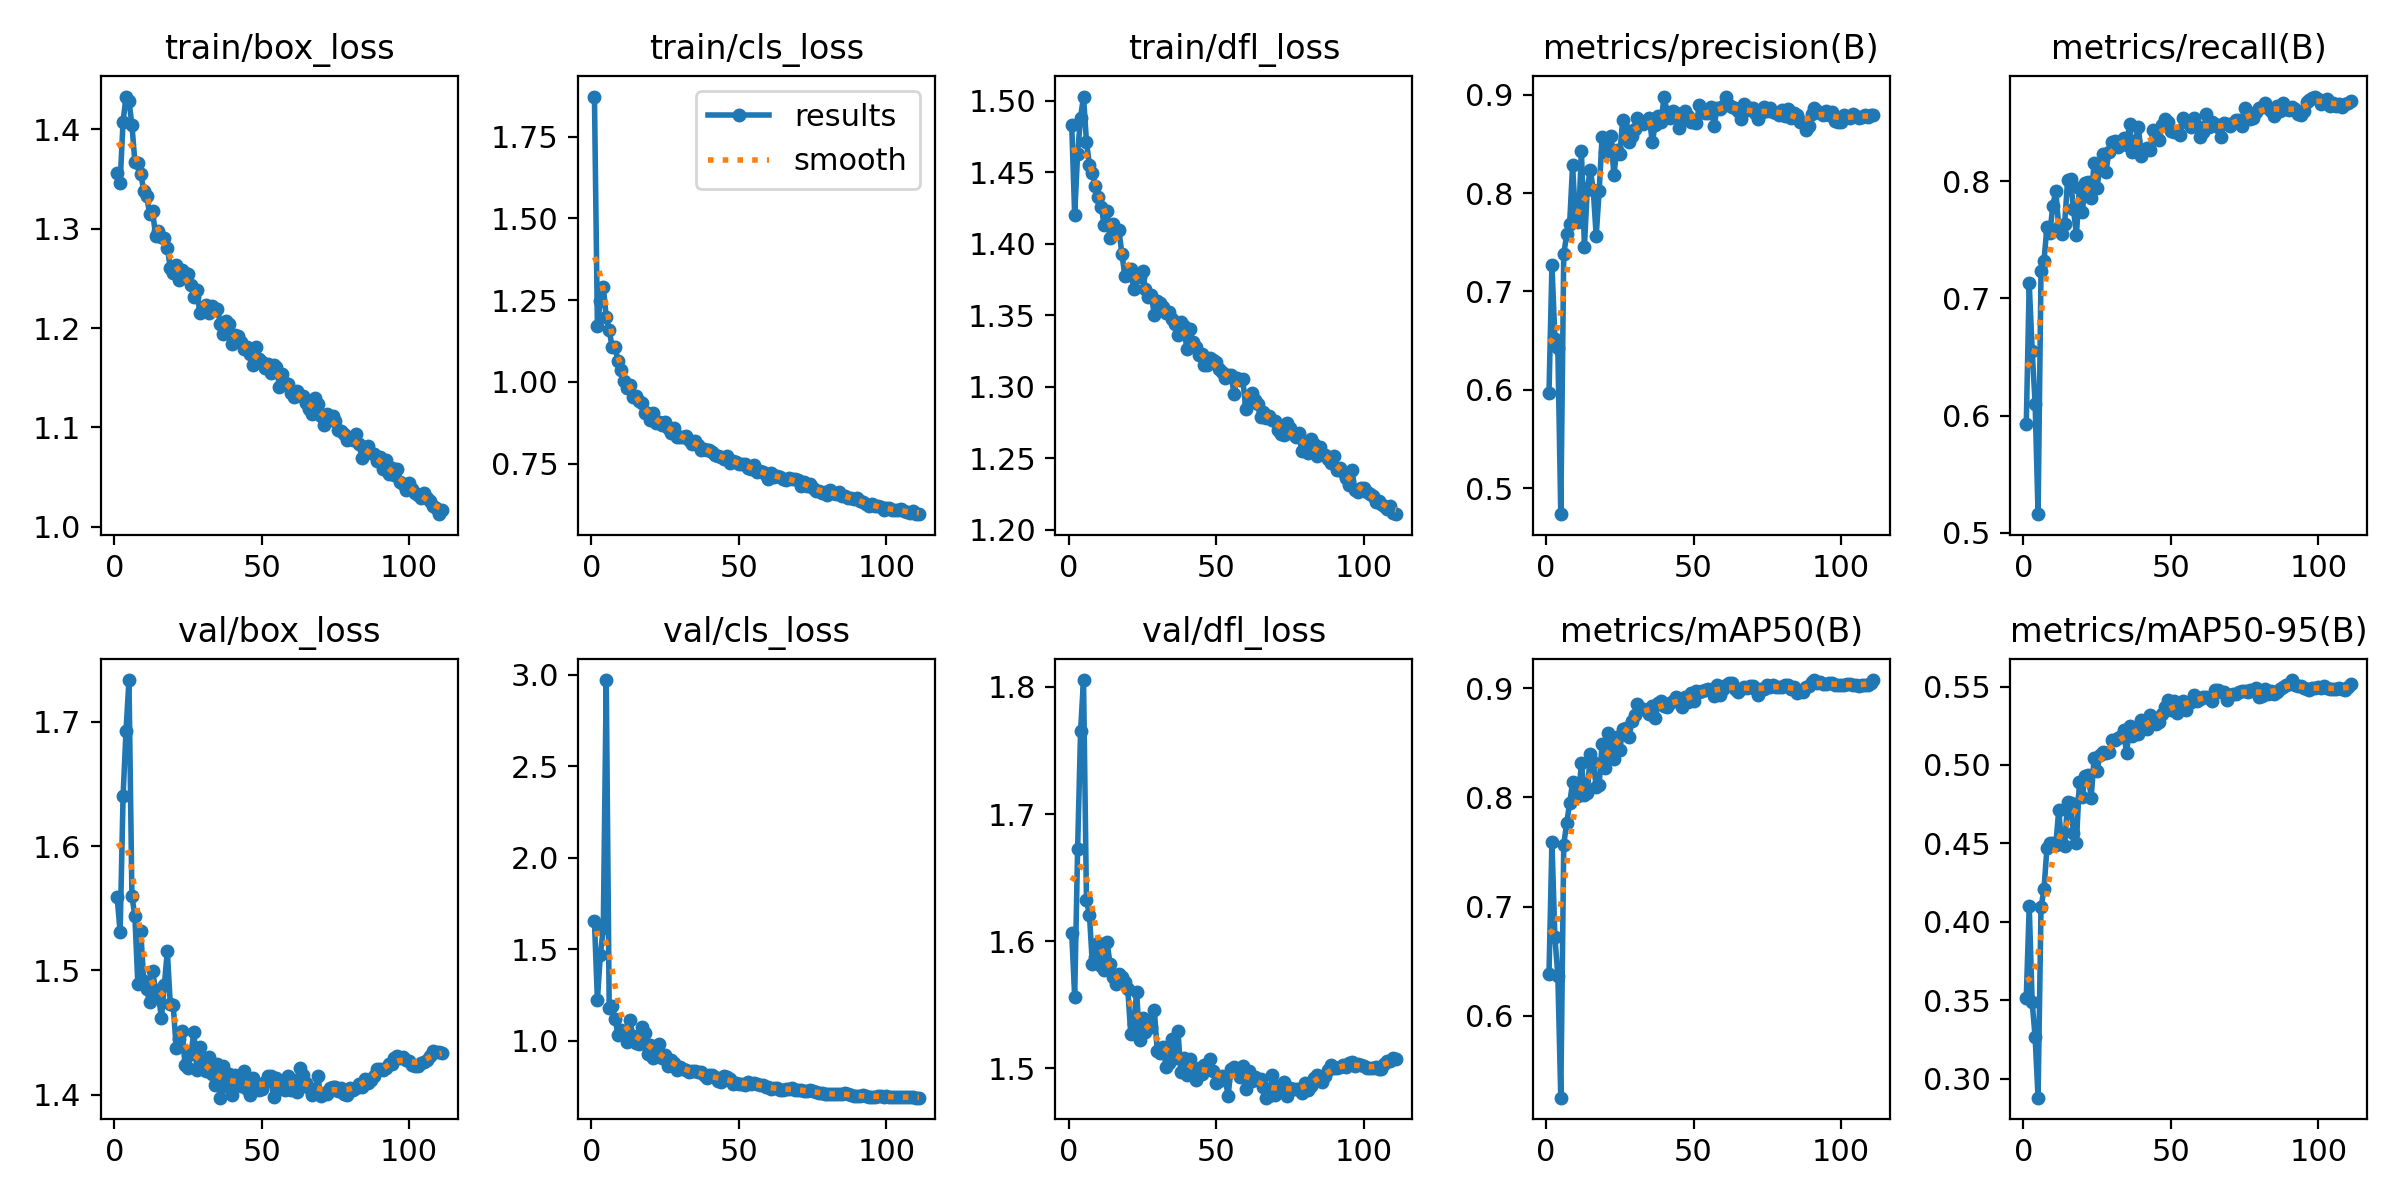 train/box_loss
train/cls_loss
train/dfl_loss
metrics/precision(B)
metrics/recall(B)
1.4
1.3
1.2
1.1
1.0
0 50 100
results
smooth
1.75
1.50
1.25
1.00
0.75
0 50 100
1.50
1.45
1.40
1.35
1.30
1.25
1.20
0 50 100
0.9
0.8
0.7
0.6
0.5
0 50 100
0.8
0.7
0.6
0.5
0 50 100
val/box_loss
val/cls_loss
val/dfl_loss
metrics/mAP50(B)
metrics/mAP50-95(B)
1.7
1.6
1.5
1.4
0 50 100
3.0
2.5
2.0
1.5
1.0
0 50 100
1.8
1.7
1.6
1.5
0 50 100
0.9
0.8
0.7
0.6
0 50 100
0.55
0.50
0.45
0.40
0.35
0.30
0 50 100